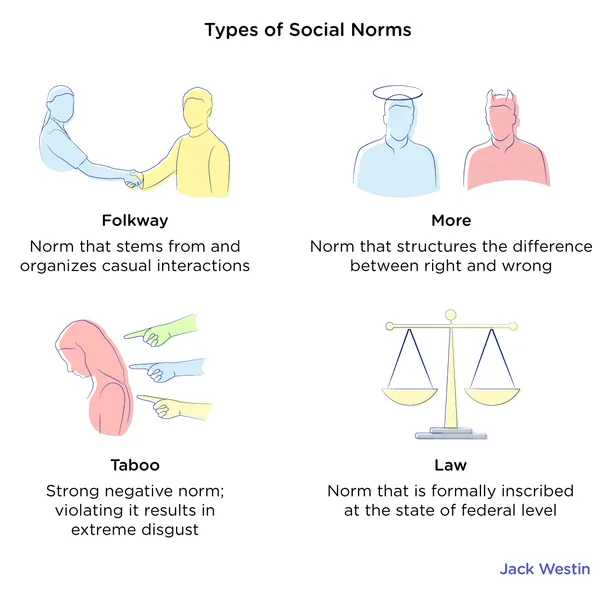 Types of Social Norms
Folkway
Norm that stems from and
organizes casual interactions
More
Norm that structures the difference
between right and wrong
Taboo
Strong negative norm;
violating it results in
extreme disgust
Law
Norm that is formally inscribed
at the state of federal level
Jack Westin